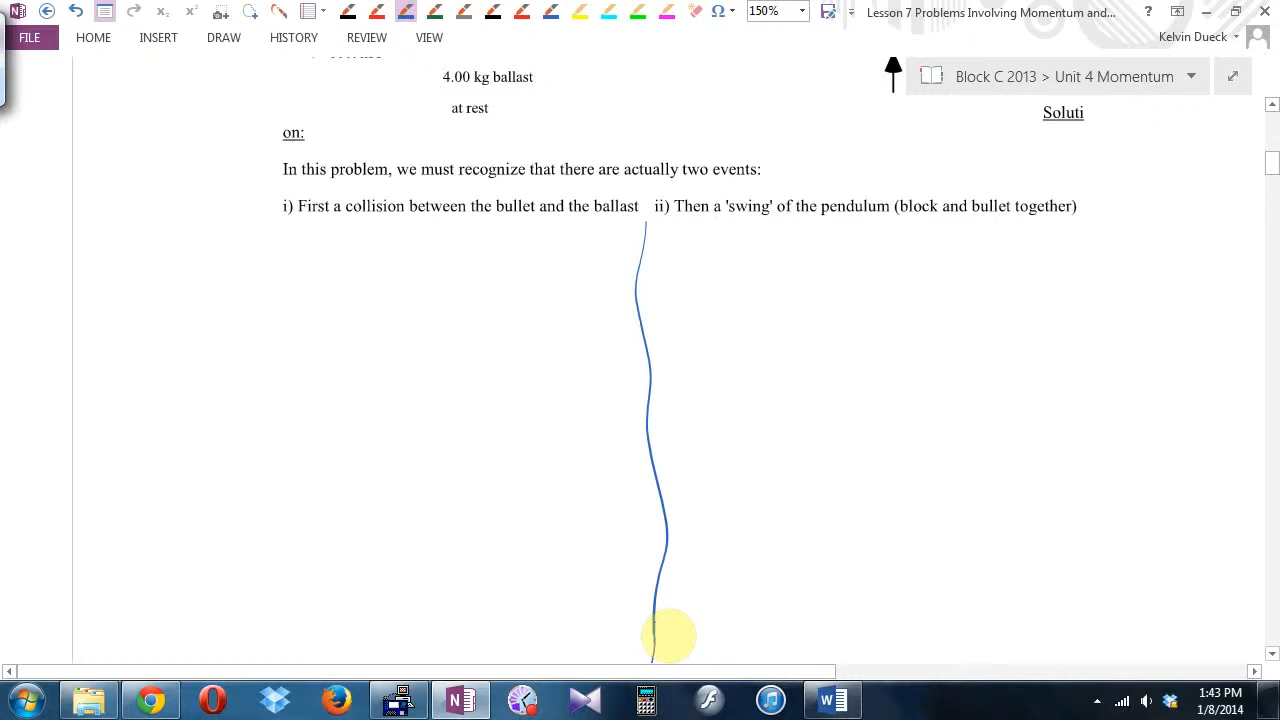 150%
Lesson 7 Problems Involving Momentum and...
FILE
HOME
INSERT
DRAW
HISTORY
REVIEW
VIEW
Kelvin Dueck
4.00 kg ballast
Block C 2013 > Unit 4 Momentum
at rest
Soluti
on:
In this problem, we must recognize that there are actually two events:
i) First a collision between the bullet and the ballast ii) Then a 'swing' of the pendulum (block and bullet together)
1:43 PM
1/8/2014